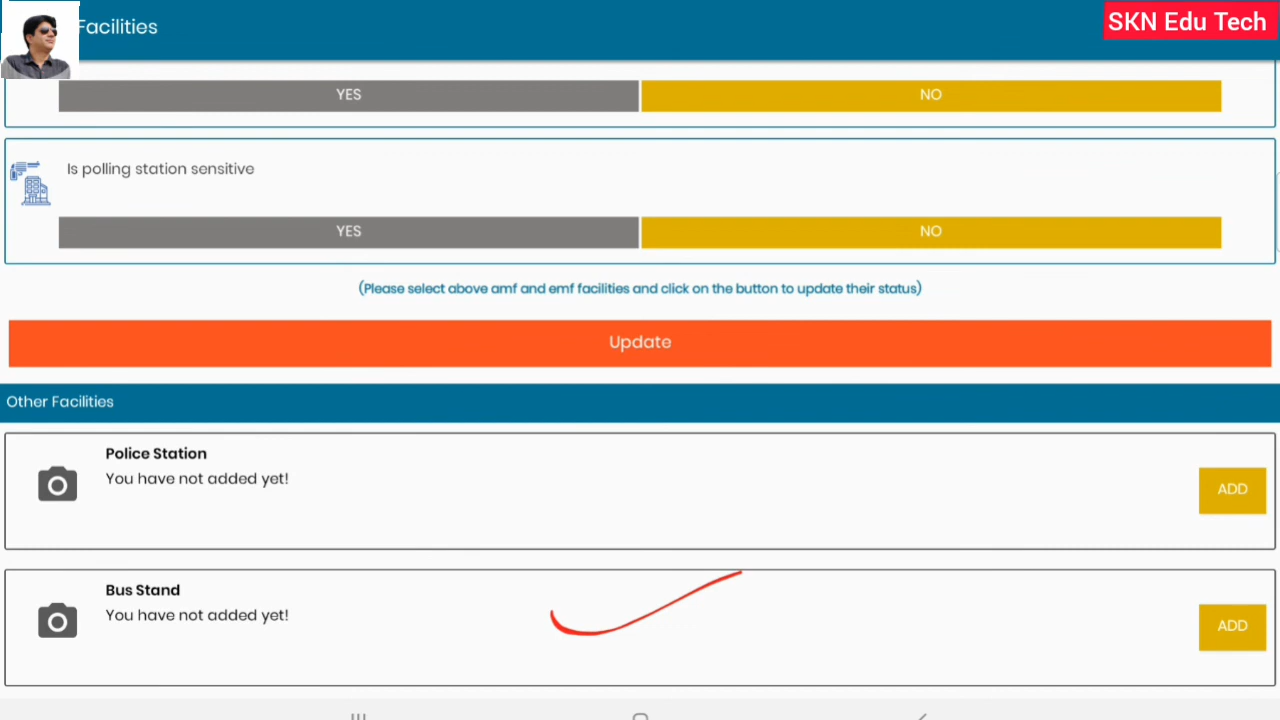 Facilities
SKN Edu Tech
YES
NO
Is polling station sensitive
YES
NO
(Please select above amf and emf facilities and click on the button to update their status)
Update
Other Facilities
Police Station
You have not added yet!
ADD
Bus Stand
You have not added yet!
ADD